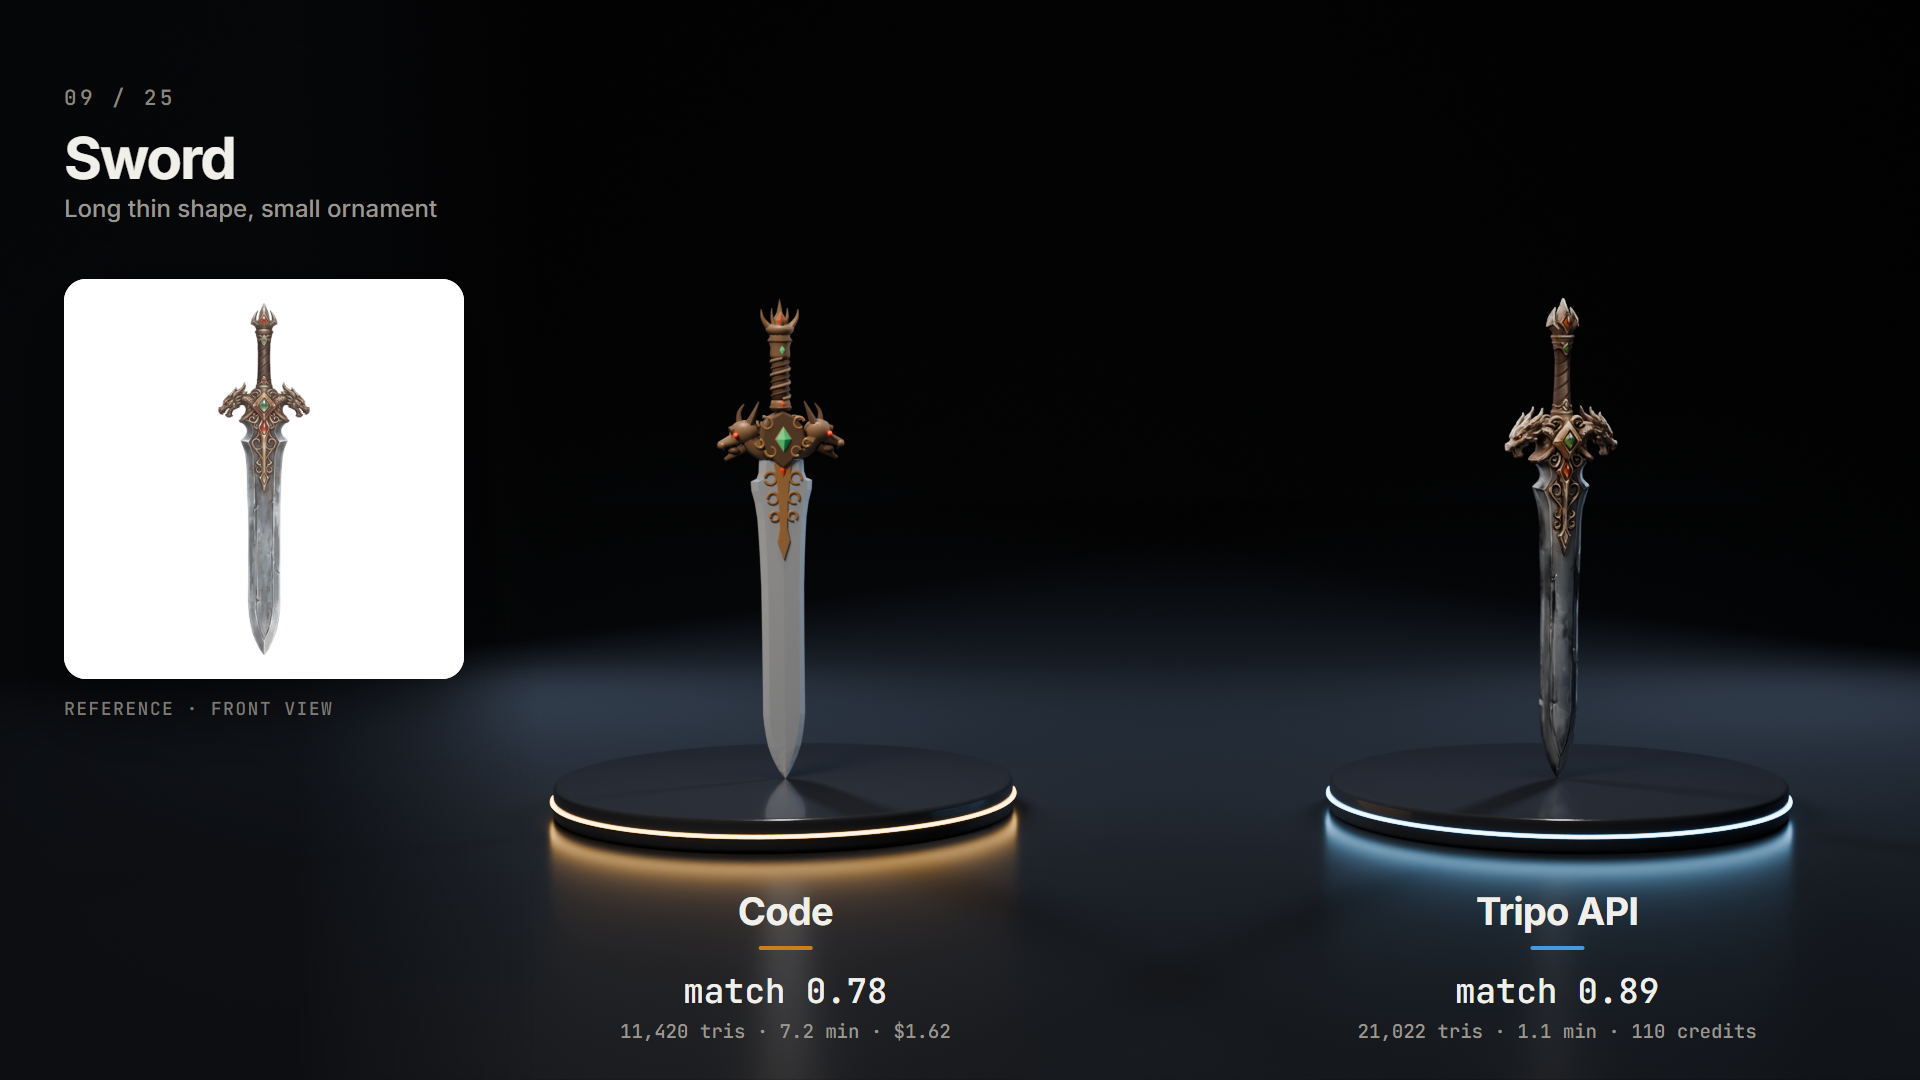 09 / 25
Sword
Long thin shape, small ornament
REFERENCE · FRONT VIEW
Code
match 0.78
11,420 tris · 7.2 min · $1.62
Tripo API
match 0.89
21,022 tris · 1.1 min · 110 credits